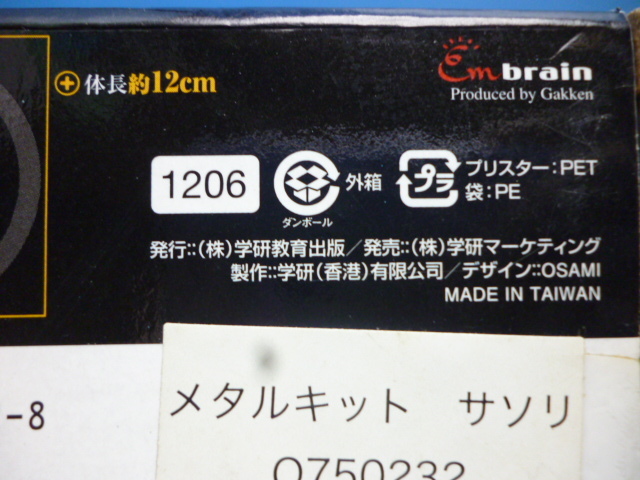 体長約12cm
Em brain
Produced by Gakken
1206
ダンボール
外箱
プラ
ブリスター:PET
袋:PE
発行::(株)学研教育出版/発売::(株)学研マーケティング
製作::学研(香港)有限公司/デザイン::OSAMI
MADE IN TAIWAN
-8
メタルキット サソリ
Q750232